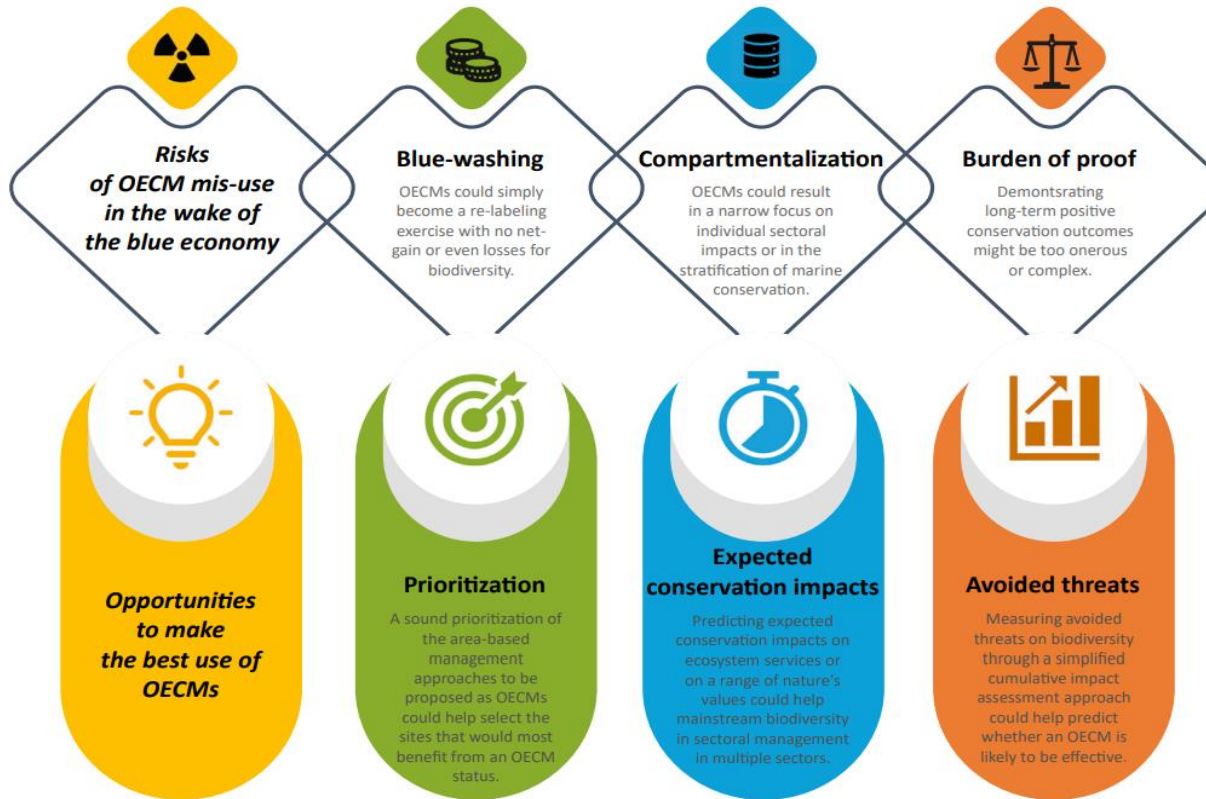 Risks
of OECM mis-use
in the wake of
the blue economy
Blue-washing
OECMs could simply
become a re-labeling
exercise with no net-
gain or even losses for
biodiversity.
Compartmentalization
OECMs could result
in a narrow focus on
individual sectoral
impacts or in the
stratification of marine
conservation.
Burden of proof
Demontsrating
long-term positive
conservation outcomes
might be too onerous
or complex.
Opportunities
to make
the best use of
OECMs
Prioritization
A sound prioritization of
the area-based
management
approaches to be
proposed as OECMs
could help select the
sites that would most
benefit from an OECM
status.
Expected
conservation impacts
Predicting expected
conservation impacts on
ecosystem services or
on a range of nature's
values could help
mainstream biodiversity
in sectoral management
in multiple sectors.
Avoided threats
Measuring avoided
threats on biodiversity
through a simplified
cumulative impact
assessment approach
could help predict
whether an OECM is
likely to be effective.